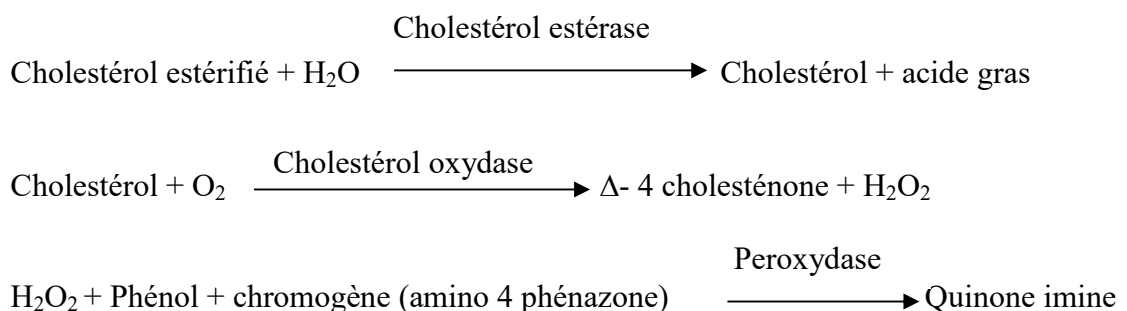 Cholestérol estérase
Cholestérol estérifié + H₂O ⟶ Cholestérol + acide gras
Cholestérol oxydase
Cholestérol + O₂ ⟶ Δ- 4 cholesténone + H₂O₂
Peroxydase
H₂O₂ + Phénol + chromogène (amino 4 phénazone) ⟶ Quinone imine